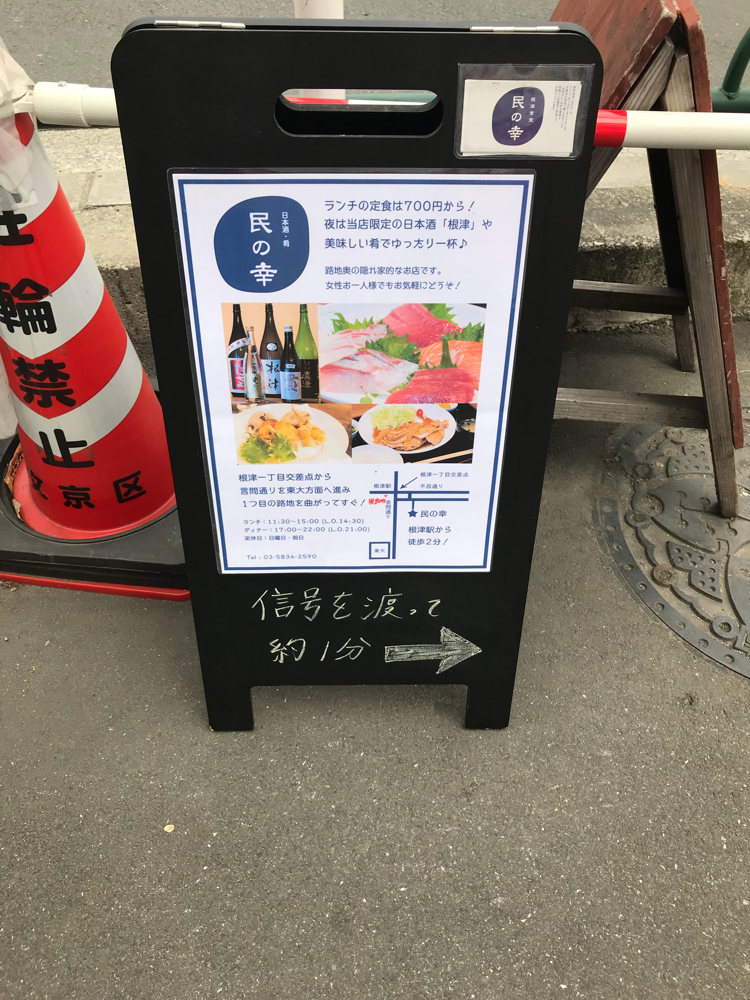 民の幸
根津食堂
日本酒・肴
民の幸
ランチの定食は700円から！
夜は当店限定の日本酒「根津」や
美味しい肴でゆったり一杯♪
路地奥の隠れ家的なお店です。
女性お一人様でもお気軽にどうぞ！
根津
根津一丁目交差点から
言問通りを東大方面へ進み
1つ目の路地を曲がってすぐ！
ランチ：11:30~15:00 (L.O.14:30)
ディナー：17:00~22:00 (L.O.21:00)
定休日：日曜日・祝日
Tel：03-5834-2590
根津一丁目交差点
根津駅
不忍通り
言問通り
民の幸
根津駅から
徒歩2分！
東大
信号を渡って
約1分
輪
禁
止
文京区